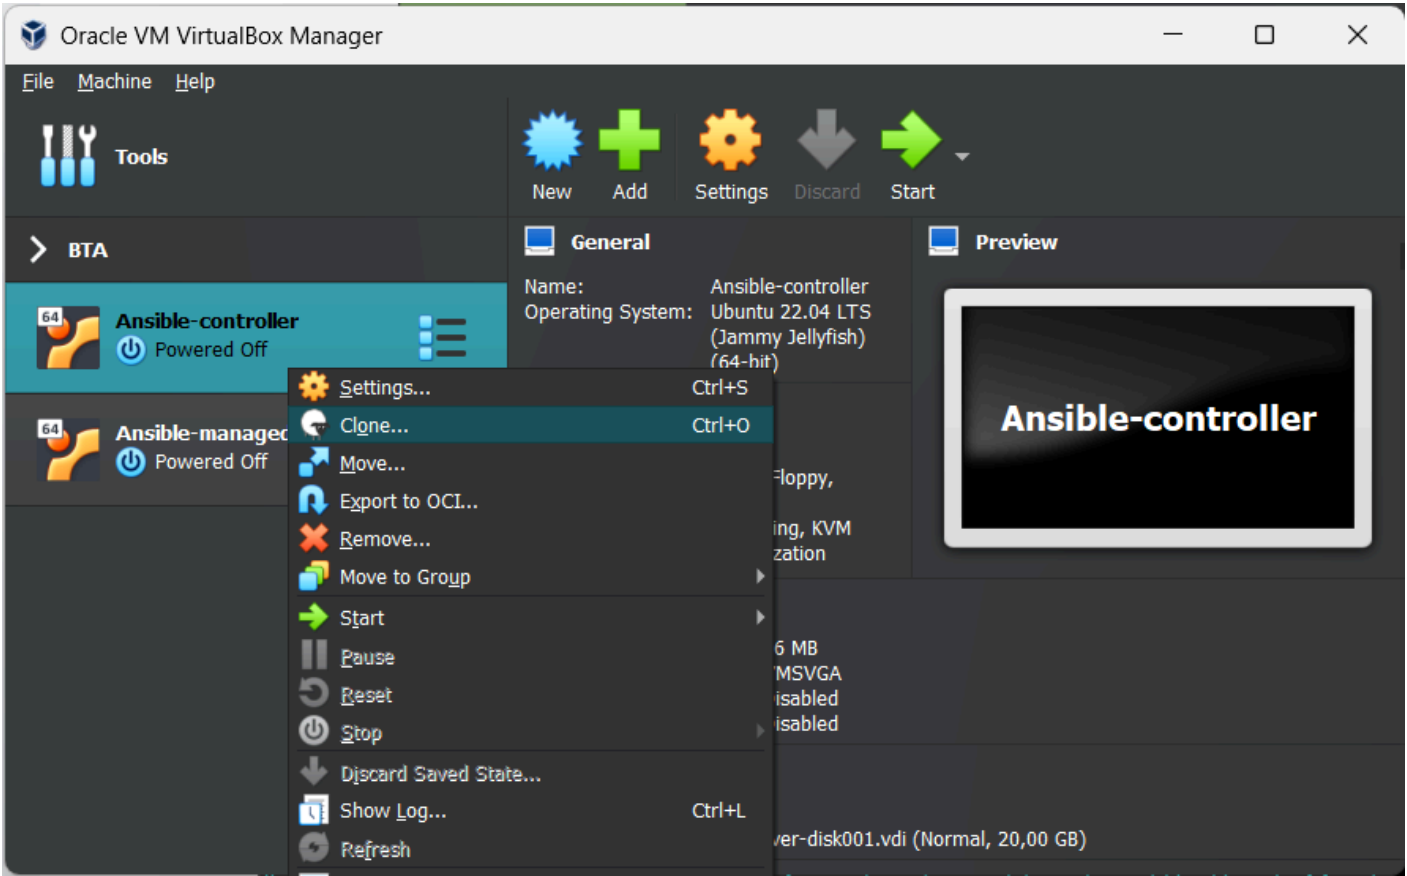 Oracle VM VirtualBox Manager
File Machine Help
Tools
New Add Settings Discard Start
BTA
64
Ansible-controller
Powered Off
64
Ansible-managed
Powered Off
General
Name: Ansible-controller
Operating System: Ubuntu 22.04 LTS
(Jammy Jellyfish)
(64-bit)
Preview
Ansible-controller
Settings... Ctrl+S
Clone... Ctrl+O
Move...
Export to OCI...
Remove...
Move to Group
Start
Pause
Reset
Stop
Discard Saved State...
Show Log... Ctrl+L
Refresh
Floppy,
ing, KVM
zation
6 MB
MSVGA
isabled
isabled
ver-disk001.vdi (Normal, 20,00 GB)